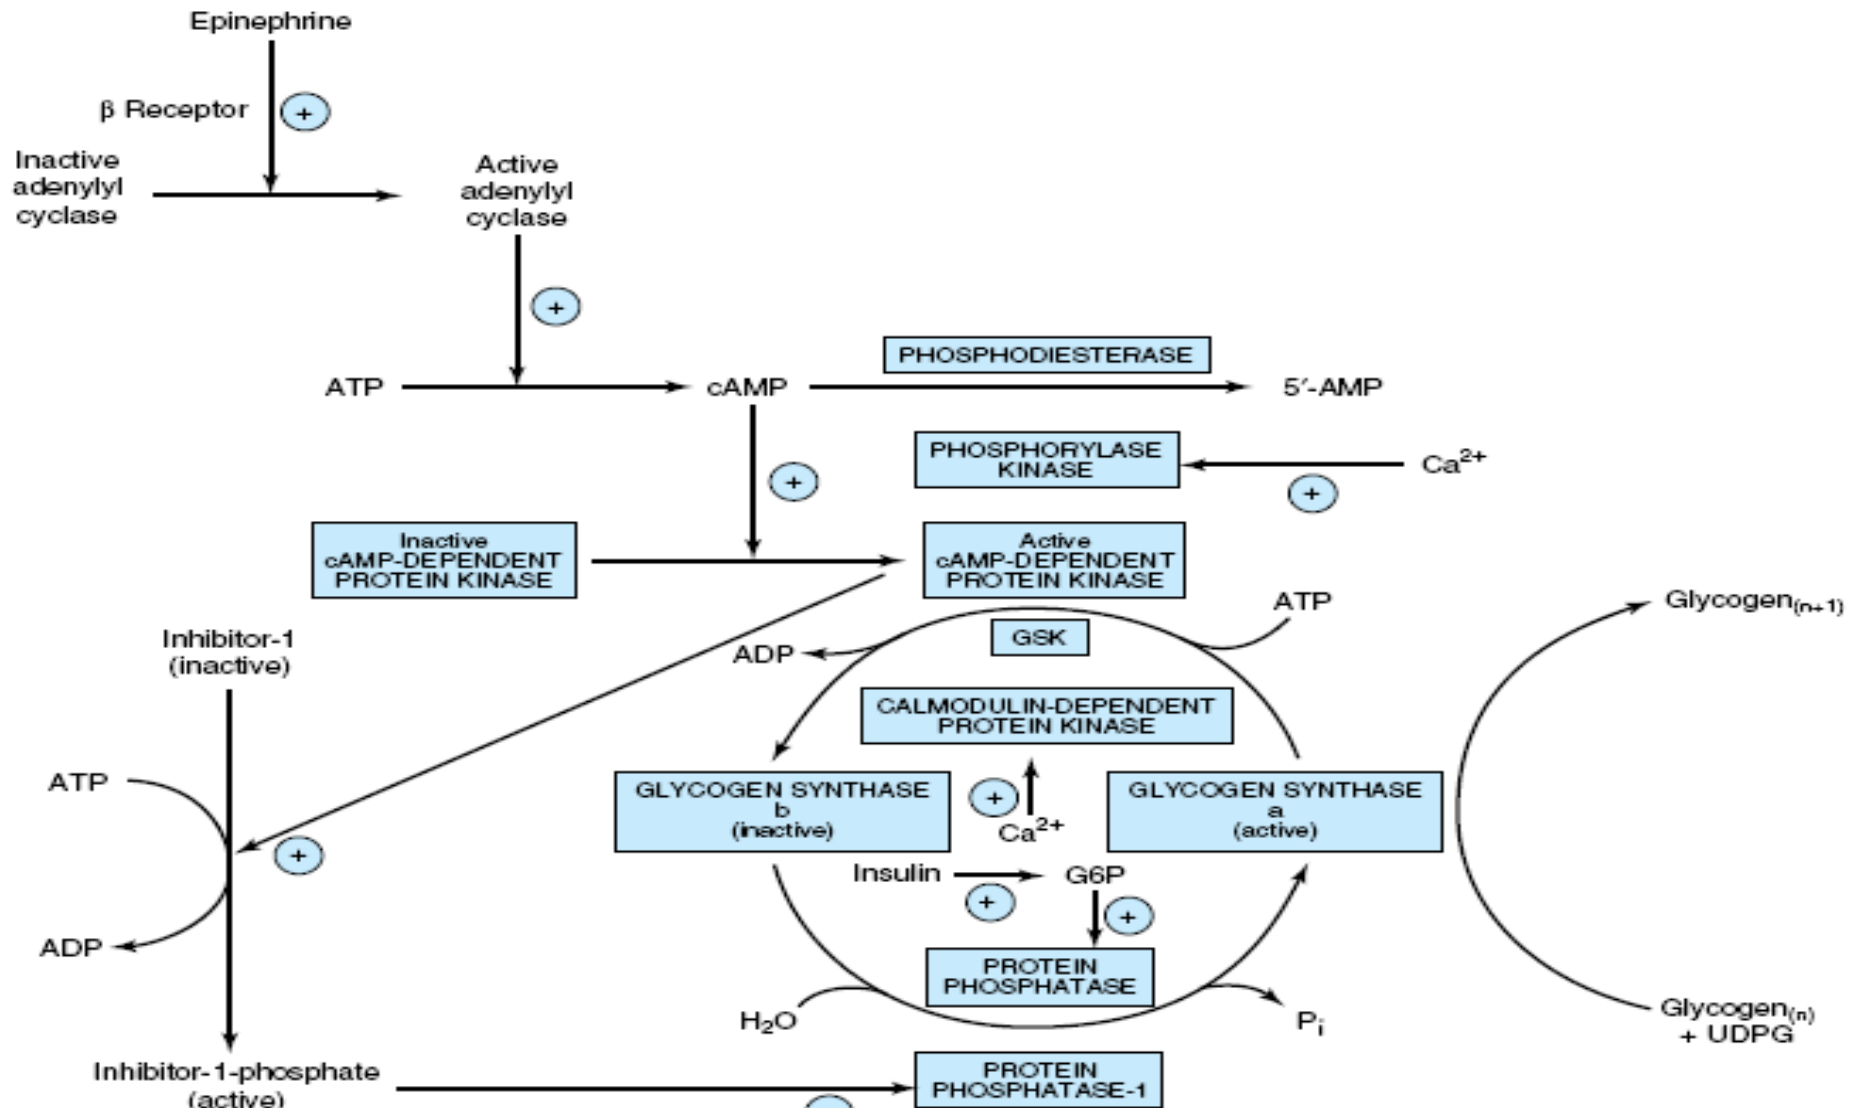 Epinephrine
β Receptor
+
Inactive
adenylyl
cyclase
Active
adenylyl
cyclase
+
PHOSPHODIESTERASE
ATP
cAMP
5′-AMP
PHOSPHORYLASE
KINASE
Ca2+
+
+
Inactive
cAMP-DEPENDENT
PROTEIN KINASE
Active
cAMP-DEPENDENT
PROTEIN KINASE
ATP
Glycogen(n+1)
Inhibitor-1
(inactive)
ADP
GSK
CALMODULIN-DEPENDENT
PROTEIN KINASE
ATP
GLYCOGEN SYNTHASE
b
(inactive)
+
Ca2+
GLYCOGEN SYNTHASE
a
(active)
+
Insulin
+
G6P
+
ADP
PROTEIN
PHOSPHATASE
H2O
Pi
Glycogen(n)
+ UDPG
Inhibitor-1-phosphate
(active)
PROTEIN
PHOSPHATASE-1